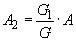 A₂ = G₁/G · A